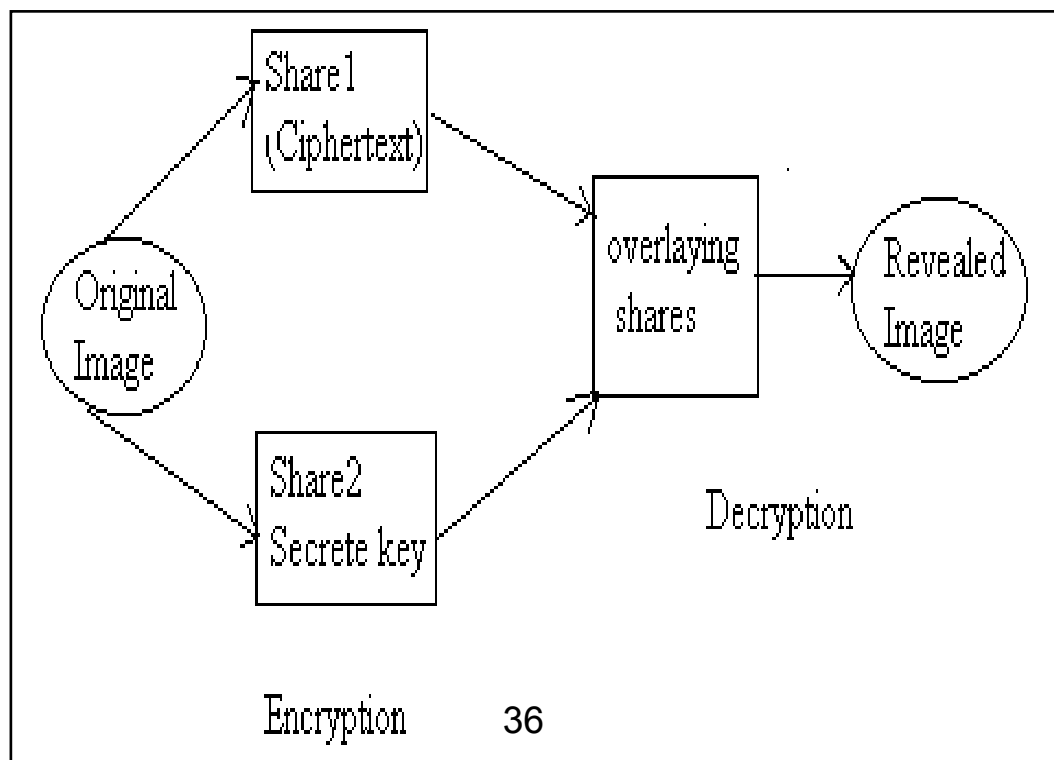 Share1
(Ciphertext)
Original
Image
overlaying
shares
Revealed
Image
Share2
Secrete key
Decryption
Encryption
36